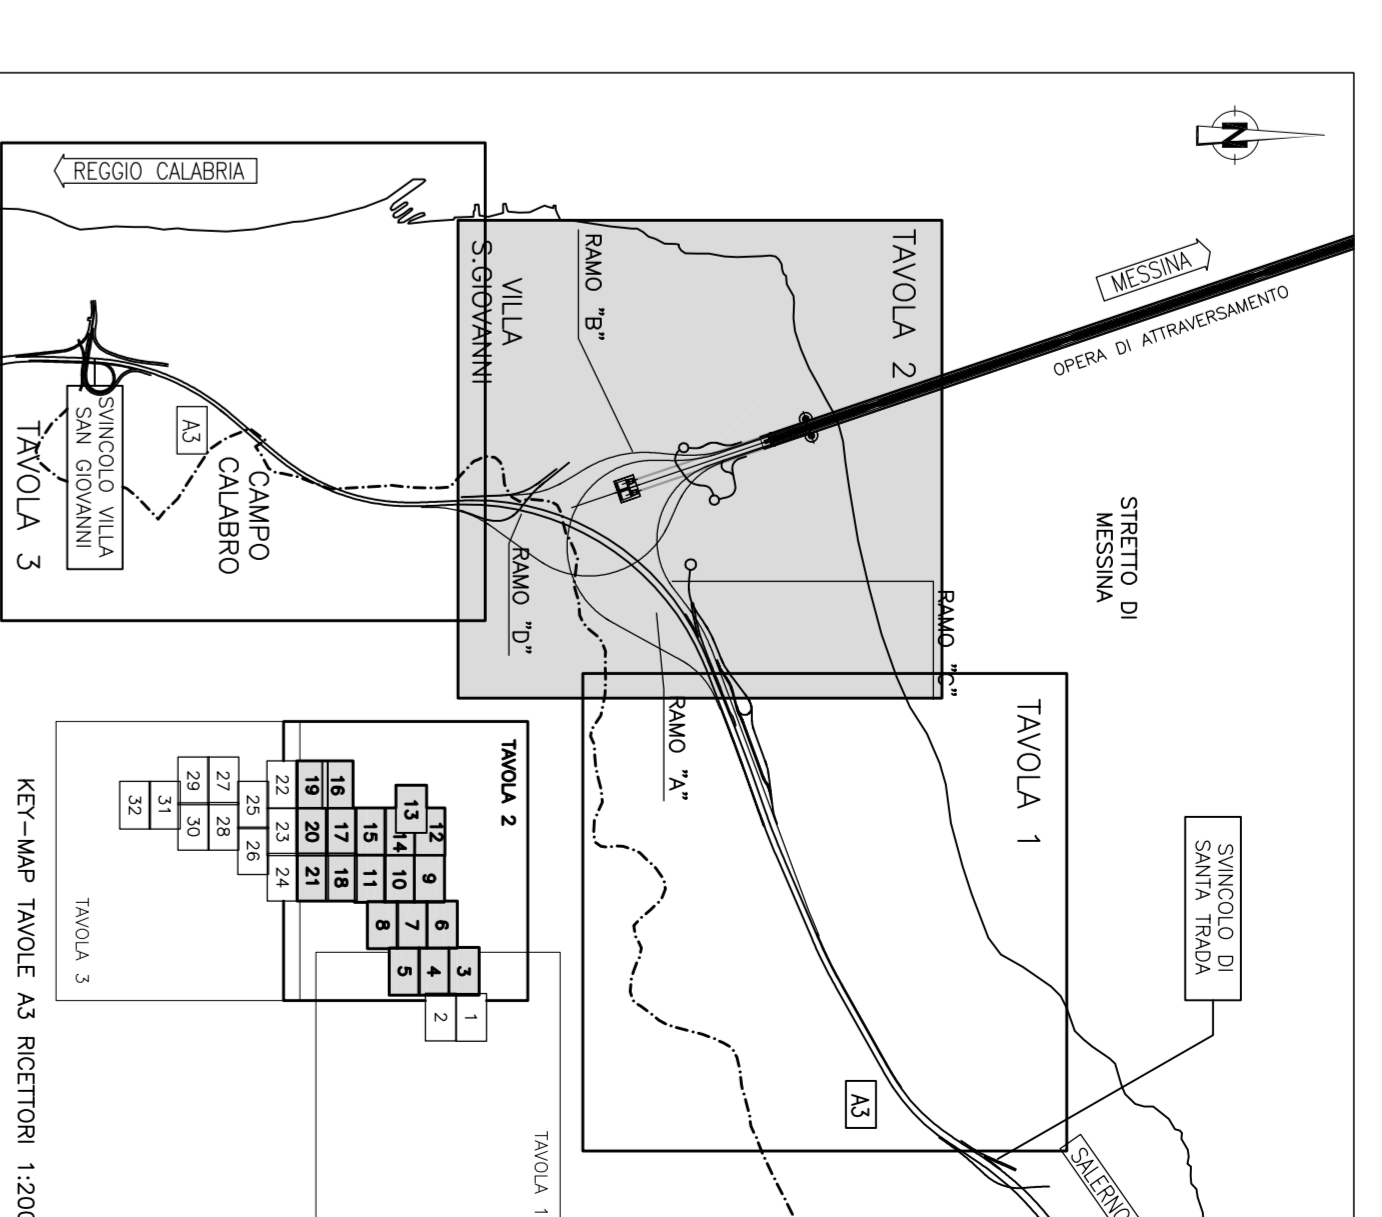 N
REGGIO CALABRIA
MESSINA
OPERA DI ATTRAVERSAMENTO
TAVOLA 2
RAMO "B"
VILLA
S.GIOVANNI
STRETTO DI
MESSINA
A3
SVINCOLO VILLA
SAN GIOVANNI
TAVOLA 3
CAMPO
CALABRO
RAMO "D"
RAMO "C"
RAMO "A"
TAVOLA 1
SVINCOLO DI
SANTA TRADA
A3
SALERNO
TAVOLA 2
TAVOLA 3
TAVOLA 1
1
2
3
4
5
6
7
8
9
10
11
12
13
14
15
16
17
18
19
20
21
22
23
24
25
26
27
28
29
30
31
32
KEY-MAP TAVOLE A3 RICETTORI